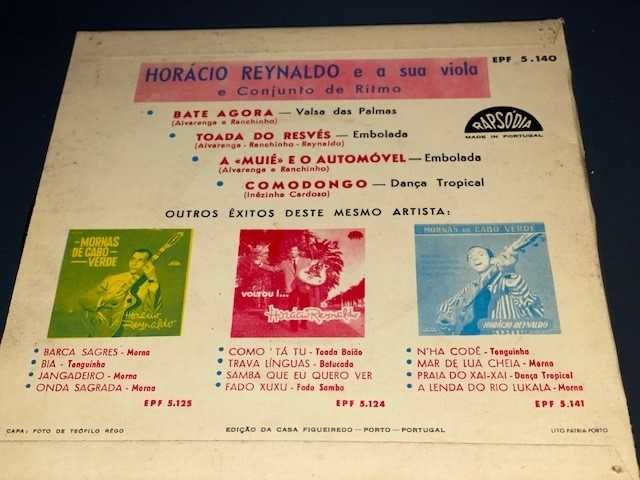 EPF 5.140
HORÁCIO REYNALDO e a sua viola
e Conjunto de Ritmo
BATE AGORA — Valsa das Palmas
(Alvarenga e Ranchinho)
TOADA DO RESVÉS — Embolada
(Alvarenga - Ranchinho - Reynaldo)
A «MUIÉ» E O AUTOMÓVEL — Embolada
(Alvarenga e Ranchinho)
COMODONGO — Dança Tropical
(Inèzinha Cardoso)
RAPSÓDIA
MADE IN PORTUGAL
OUTROS ÊXITOS DESTE MESMO ARTISTA:
MORNAS
DE CABO
VERDE
Horácio
Reynaldo
VOLTOU !...
Horácio Reynaldo
MORNAS DE CABO VERDE
HORÁCIO REYNALDO
BARCA SAGRES - Morna
BIA - Tanguinho
JANGADEIRO - Morna
ONDA SAGRADA - Morna
EPF 5.125
COMO 'TÁ TU - Toada Baião
TRAVA LÍNGUAS - Batucada
SAMBA QUE EU QUERO VER
FADO XUXU - Fado Samba
EPF 5.124
N'HA CODÊ - Tanguinha
MAR DE LUA CHEIA - Morna
PRAIA DO XAI-XAI - Dança Tropical
A LENDA DO RIO LUKALA - Morna
EPF 5.141
CAPA: FOTO DE TEÓFILO RÊGO
EDIÇÃO DA CASA FIGUEIREDO — PORTO — PORTUGAL
LITO PÁTRIA PORTO